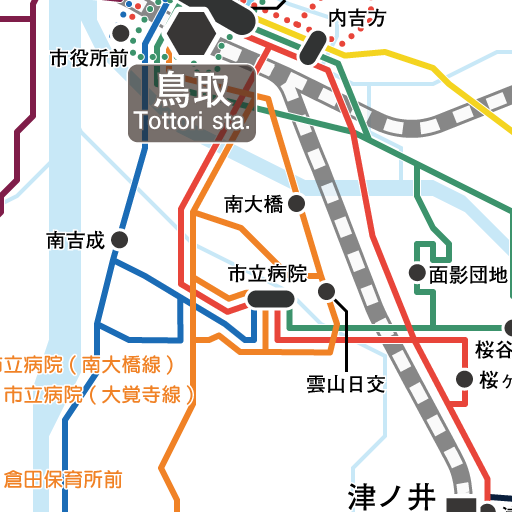 内吉方
市役所前
鳥取
Tottori sta.
南大橋
南吉成
市立病院
面影団地
桜谷
市立病院（南大橋線）
桜ヶ
雲山日交
市立病院（大覚寺線）
倉田保育所前
津ノ井